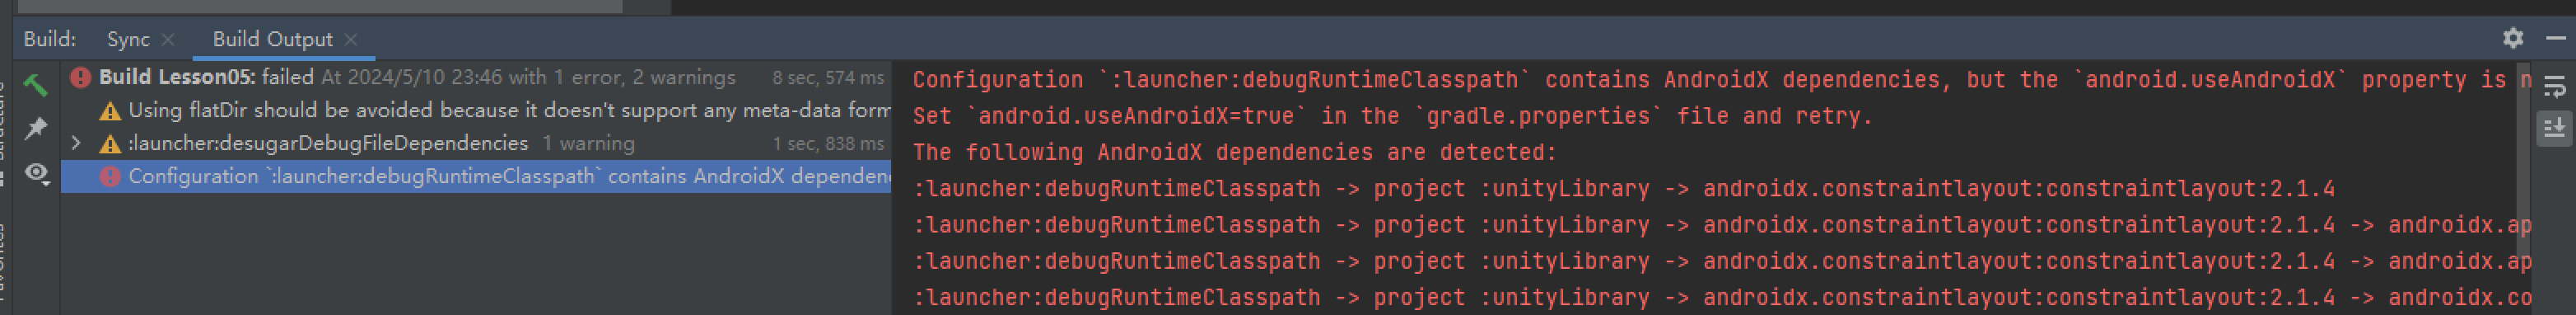 Build:
Sync
Build Output
Build Lesson05: failed At 2024/5/10 23:46 with 1 error, 2 warnings 8 sec, 574 ms
Using flatDir should be avoided because it doesn't support any meta-data form
:launcher:desugarDebugFileDependencies 1 warning 1 sec, 838 ms
Configuration `:launcher:debugRuntimeClasspath` contains AndroidX dependen
Configuration `:launcher:debugRuntimeClasspath` contains AndroidX dependencies, but the `android.useAndroidX` property is n
Set `android.useAndroidX=true` in the `gradle.properties` file and retry.
The following AndroidX dependencies are detected:
:launcher:debugRuntimeClasspath -> project :unityLibrary -> androidx.constraintlayout:constraintlayout:2.1.4
:launcher:debugRuntimeClasspath -> project :unityLibrary -> androidx.constraintlayout:constraintlayout:2.1.4 -> androidx.ap
:launcher:debugRuntimeClasspath -> project :unityLibrary -> androidx.constraintlayout:constraintlayout:2.1.4 -> androidx.ap
:launcher:debugRuntimeClasspath -> project :unityLibrary -> androidx.constraintlayout:constraintlayout:2.1.4 -> androidx.co